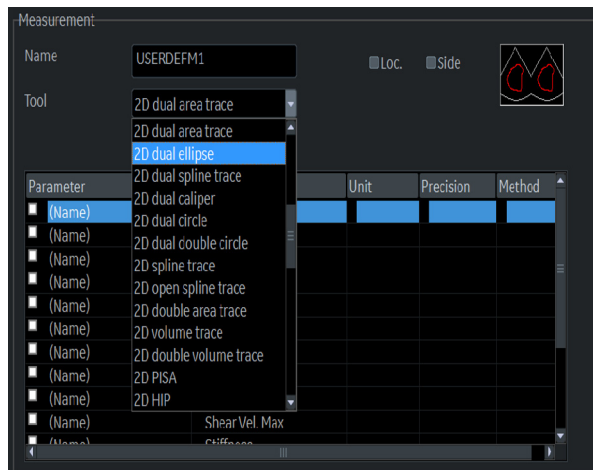 Measurement
Name USERDEFM1 Loc. Side
Tool 2D dual area trace
2D dual area trace
2D dual ellipse
2D dual spline trace
2D dual caliper
2D dual circle
2D dual double circle
2D spline trace
2D open spline trace
2D double area trace
2D volume trace
2D double volume trace
2D PISA
2D HIP
Parameter Unit Precision Method
(Name)
(Name)
(Name)
(Name)
(Name)
(Name)
(Name)
(Name)
(Name)
(Name) Shear Vel. Max
(Name) Stiffness